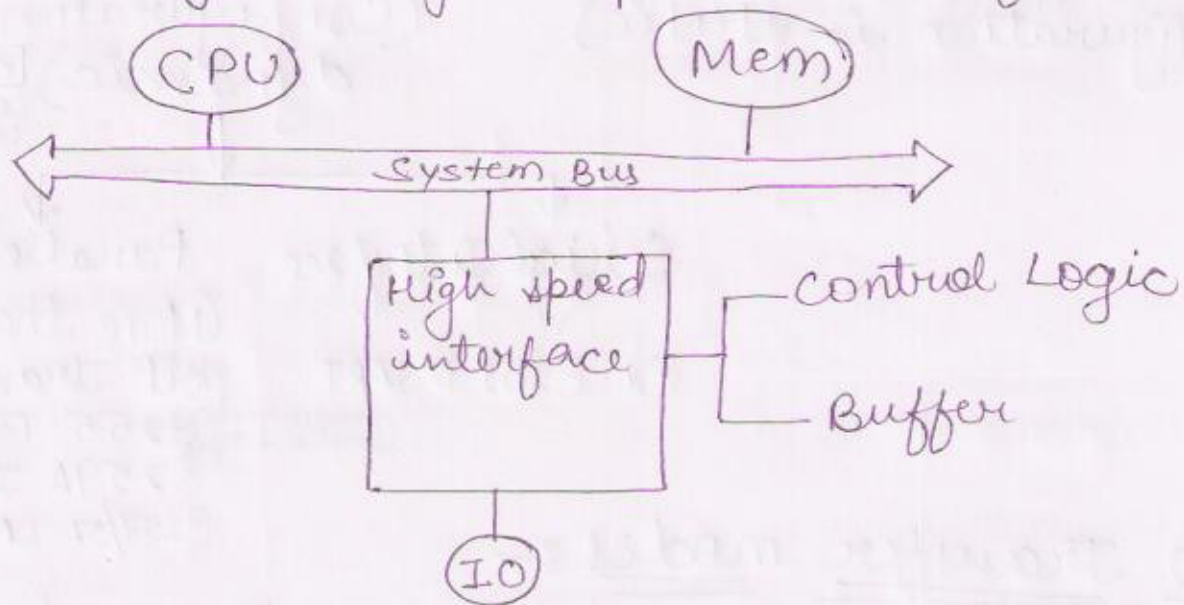 CPU
Mem
System Bus
High speed
interface
Control Logic
Buffer
IO